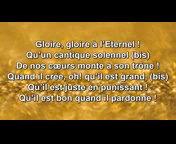 Gloire, gloire à l'Eternel !
Qu'un cantique solennel (bis)
De nos cœurs monte à son trône !
Quand il crée, oh! qu'il est grand, (bis)
Qu'il est juste en punissant !
Qu'il est bon quand il pardonne !